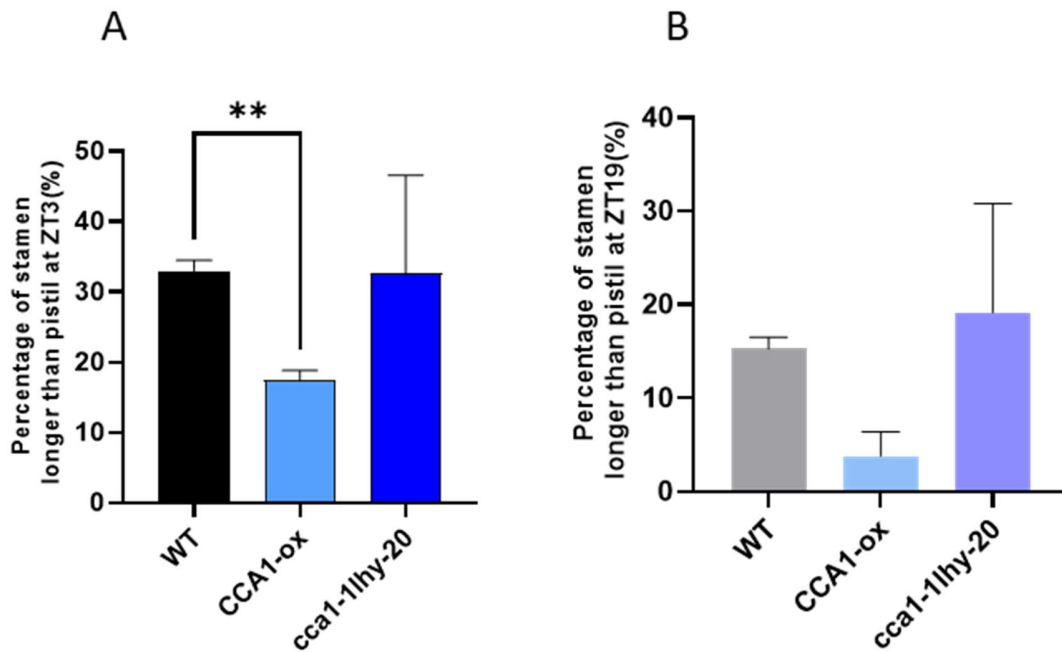 A
**
Percentage of stamen
longer than pistil at ZT3(%)
50
40
30
20
10
0
WT
CCA1-ox
cca1-1lhy-20
B
Percentage of stamen
longer than pistil at ZT19(%)
40
30
20
10
0
WT
CCA1-ox
cca1-1lhy-20